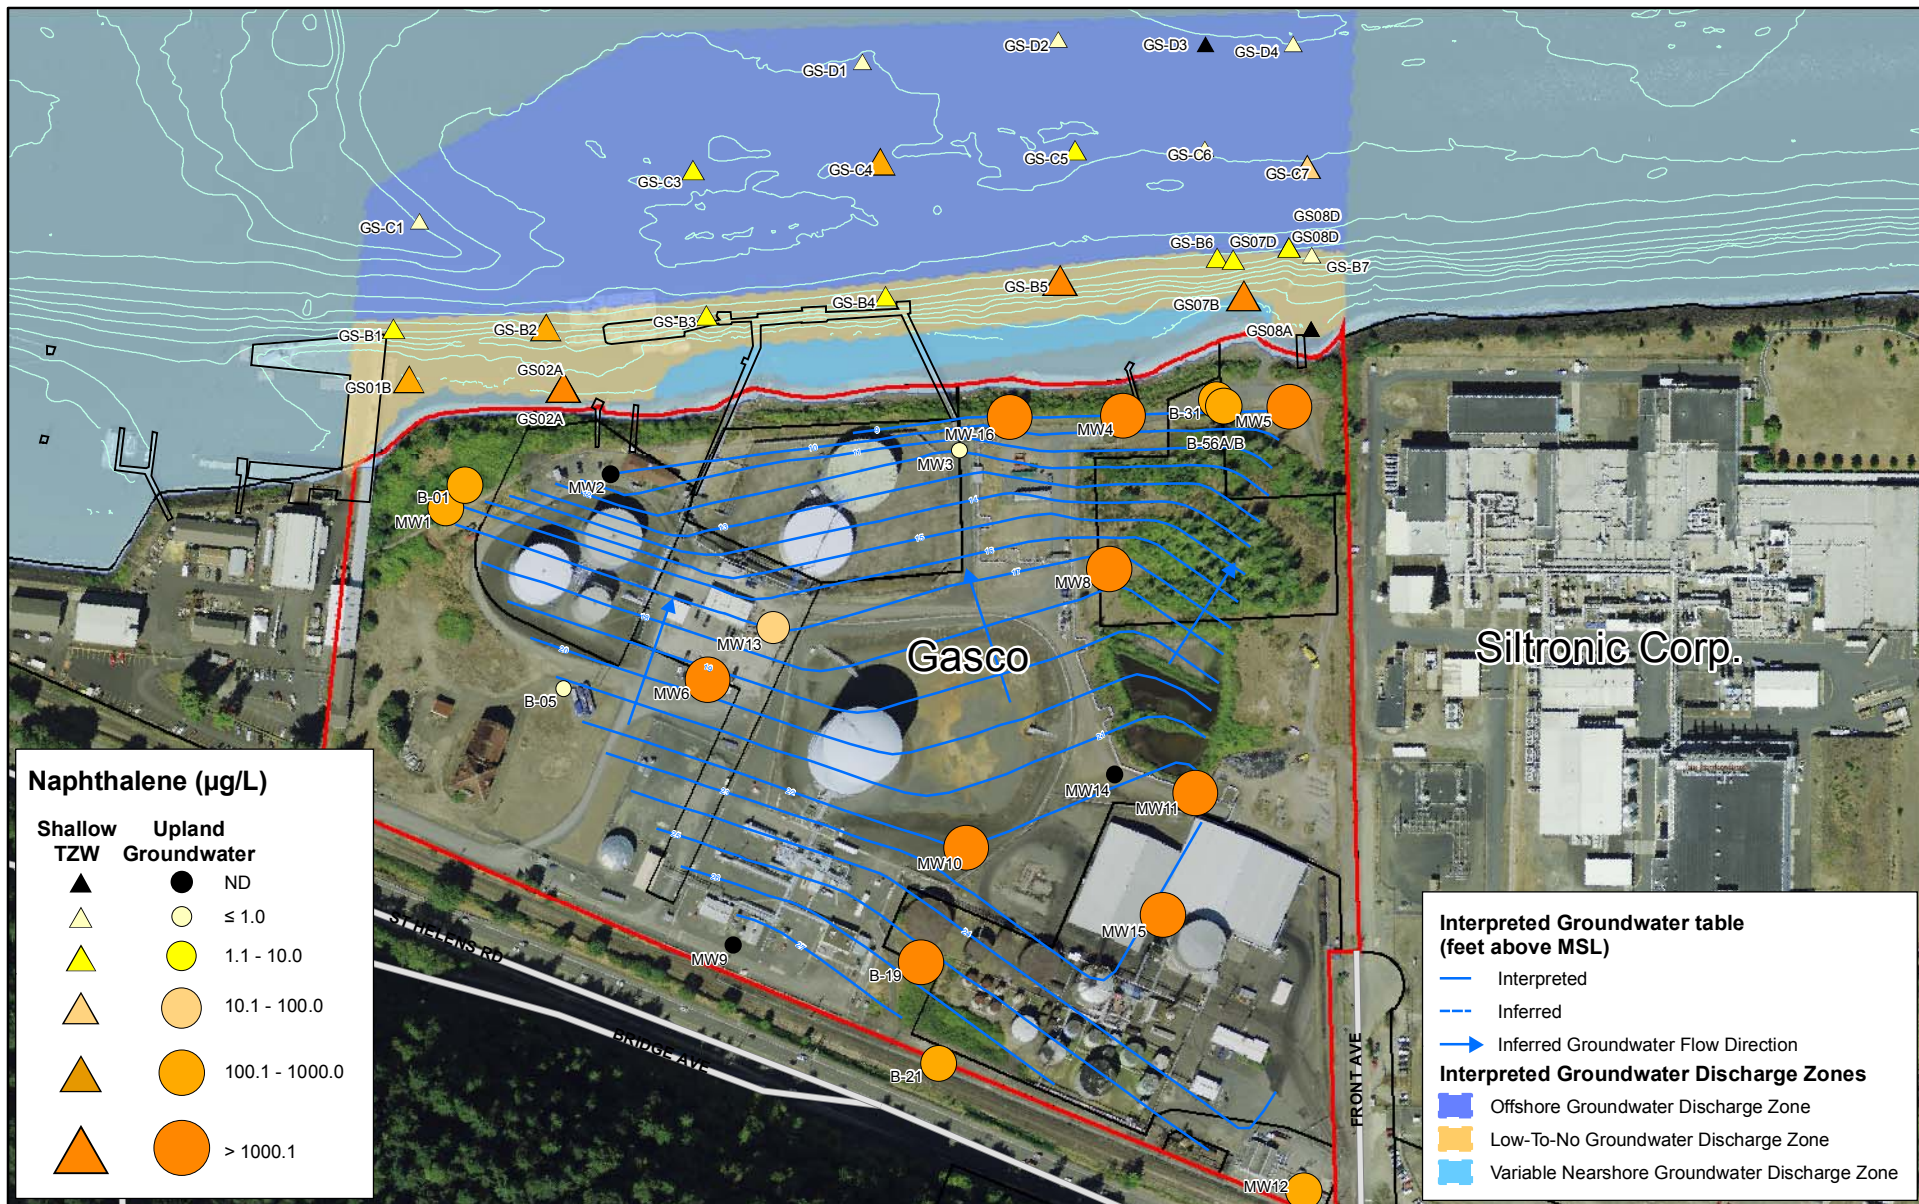 GS-D2
GS-D3
GS-D4
GS-D1
GS-C3
GS-C4
GS-C5
GS-C6
GS-C7
GS-C1
GS08D
GS-B6
GS07D
GS08D
GS-B7
GS-B5
GS-B4
GS07B
GS-B3
GS-B2
GS-B1
GS08A
GS01B
GS02A
GS02A
B-31
MW5
MW-16
MW4
B-56A/B
MW3
MW2
B-01
MW1
MW8
MW13
Gasco
Siltronic Corp.
MW6
B-05
MW14
MW11
MW10
MW15
MW9
B-19
B-21
MW12
ST HELENS RD
BRIDGE AVE
FRONT AVE
Naphthalene (µg/L)
Shallow TZW
Upland Groundwater
ND
≤ 1.0
1.1 - 10.0
10.1 - 100.0
100.1 - 1000.0
> 1000.1
Interpreted Groundwater table
(feet above MSL)
Interpreted
Inferred
Inferred Groundwater Flow Direction
Interpreted Groundwater Discharge Zones
Offshore Groundwater Discharge Zone
Low-To-No Groundwater Discharge Zone
Variable Nearshore Groundwater Discharge Zone